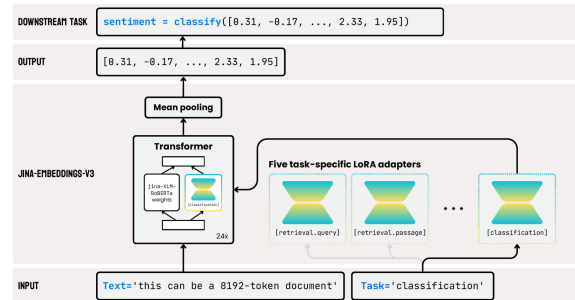 DOWNSTREAM TASK
sentiment = classify([0.31, -0.17, ..., 2.33, 1.95])
OUTPUT
[0.31, -0.17, ..., 2.33, 1.95]
Mean pooling
JINA-EMBEDDINGS-V3
Transformer
jina-XLM-
RoBERTa
weights
[classification]
24x
Five task-specific LoRA adapters
[retrieval.query]
[retrieval.passage]
...
[classification]
INPUT
Text='this can be a 8192-token document'
Task='classification'